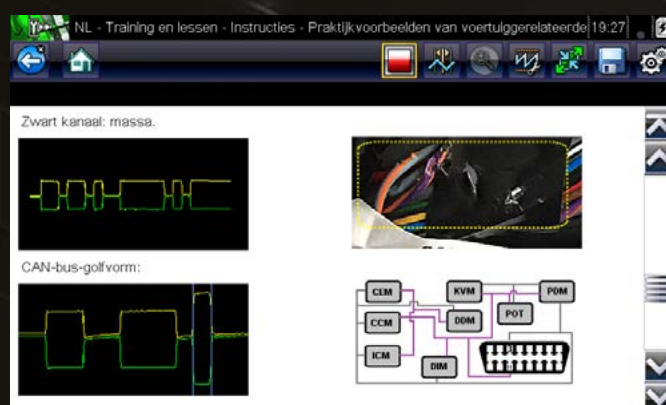 NL - Training en lessen - Instructies - Praktijkvoorbeelden van voertuiggerelateerde 19:27
Zwart kanaal: massa.
CAN-bus-golfvorm:
CEM
KVM
PDM
CCM
DDM
POT
ICM
DIM